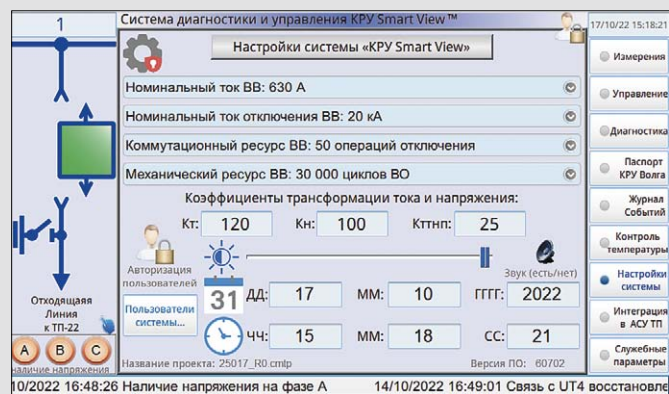 1
Система диагностики и управления КРУ Smart View™
17/10/22 15:18:21
Настройки системы «КРУ Smart View»
Номинальный ток ВВ: 630 А
Номинальный ток отключения ВВ: 20 кА
Коммутационный ресурс ВВ: 50 операций отключения
Механический ресурс ВВ: 30 000 циклов ВО
Коэффициенты трансформации тока и напряжения:
Кт: 120 Кн: 100 Кттнп: 25
Авторизация
пользователей
Звук (есть/нет)
Пользователи
системы...
31 ДД: 17 ММ: 10 ГГГГ: 2022
ЧЧ: 15 ММ: 18 СС: 21
Название проекта: 25017_R0.cmtp Версия ПО: 60702
Отходящая
Линия
к ТП-22
А В С
наличие напряжения
Измерения
Управление
Диагностика
Паспорт
КРУ Волга
Журнал
Событий
Контроль
температуры
Настройки
системы
Интеграция
в АСУ ТП
Служебные
параметры
10/2022 16:48:26 Наличие напряжения на фазе А 14/10/2022 16:49:01 Связь с UT4 восстановле